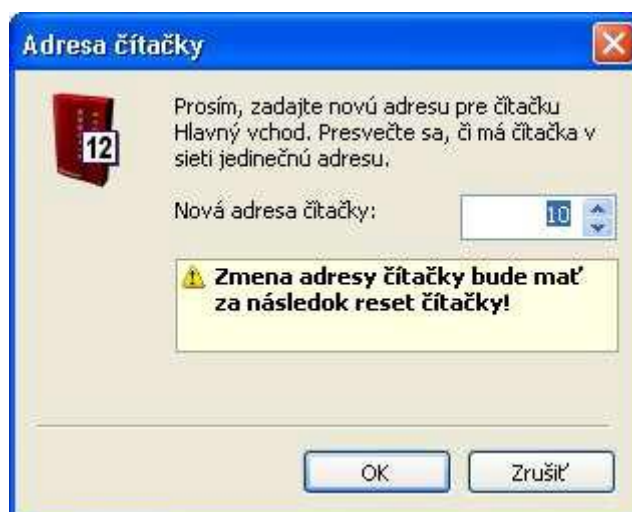 Adresa čítačky
12
Prosím, zadajte novú adresu pre čítačku
Hlavný vchod. Presvečte sa, či má čítačka v
sieti jedinečnú adresu.
Nová adresa čítačky:
10
Zmena adresy čítačky bude mať
za následok reset čítačky!
OK
Zrušiť